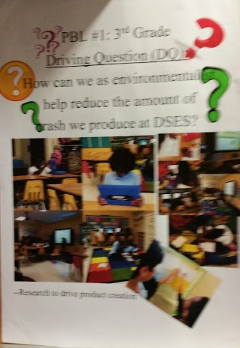 PBL #1: 3rd Grade
Driving Question (DQ):
How can we as environmental
help reduce the amount of
trash we produce at DSES?
--Research to drive product creation